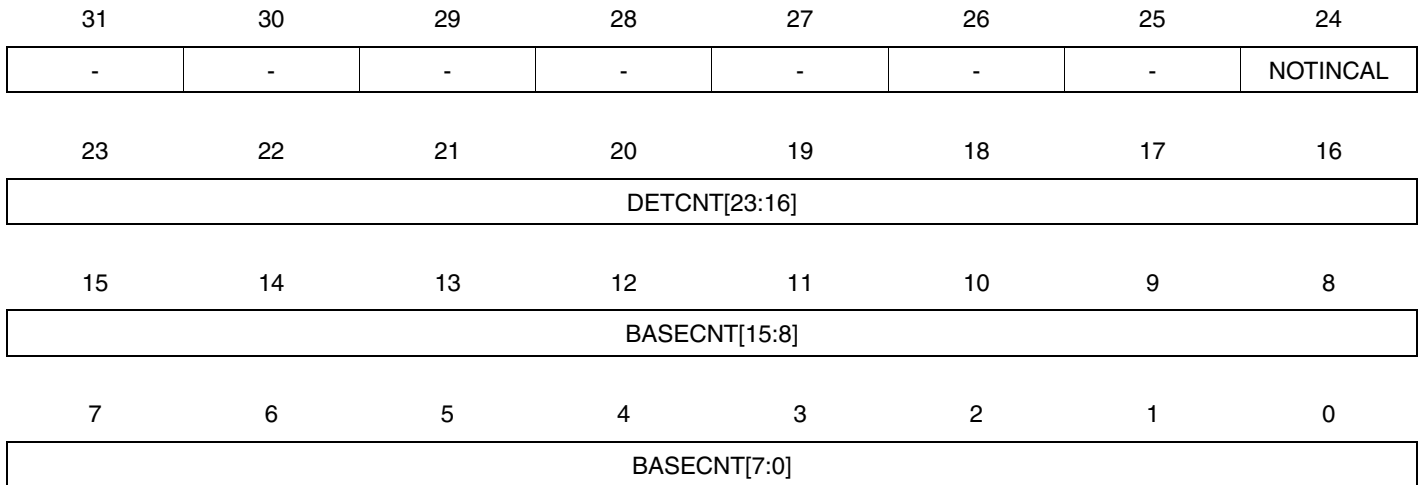 31 30 29 28 27 26 25 24
- - - - - - - NOTINCAL
23 22 21 20 19 18 17 16
DETCNT[23:16]
15 14 13 12 11 10 9 8
BASECNT[15:8]
7 6 5 4 3 2 1 0
BASECNT[7:0]